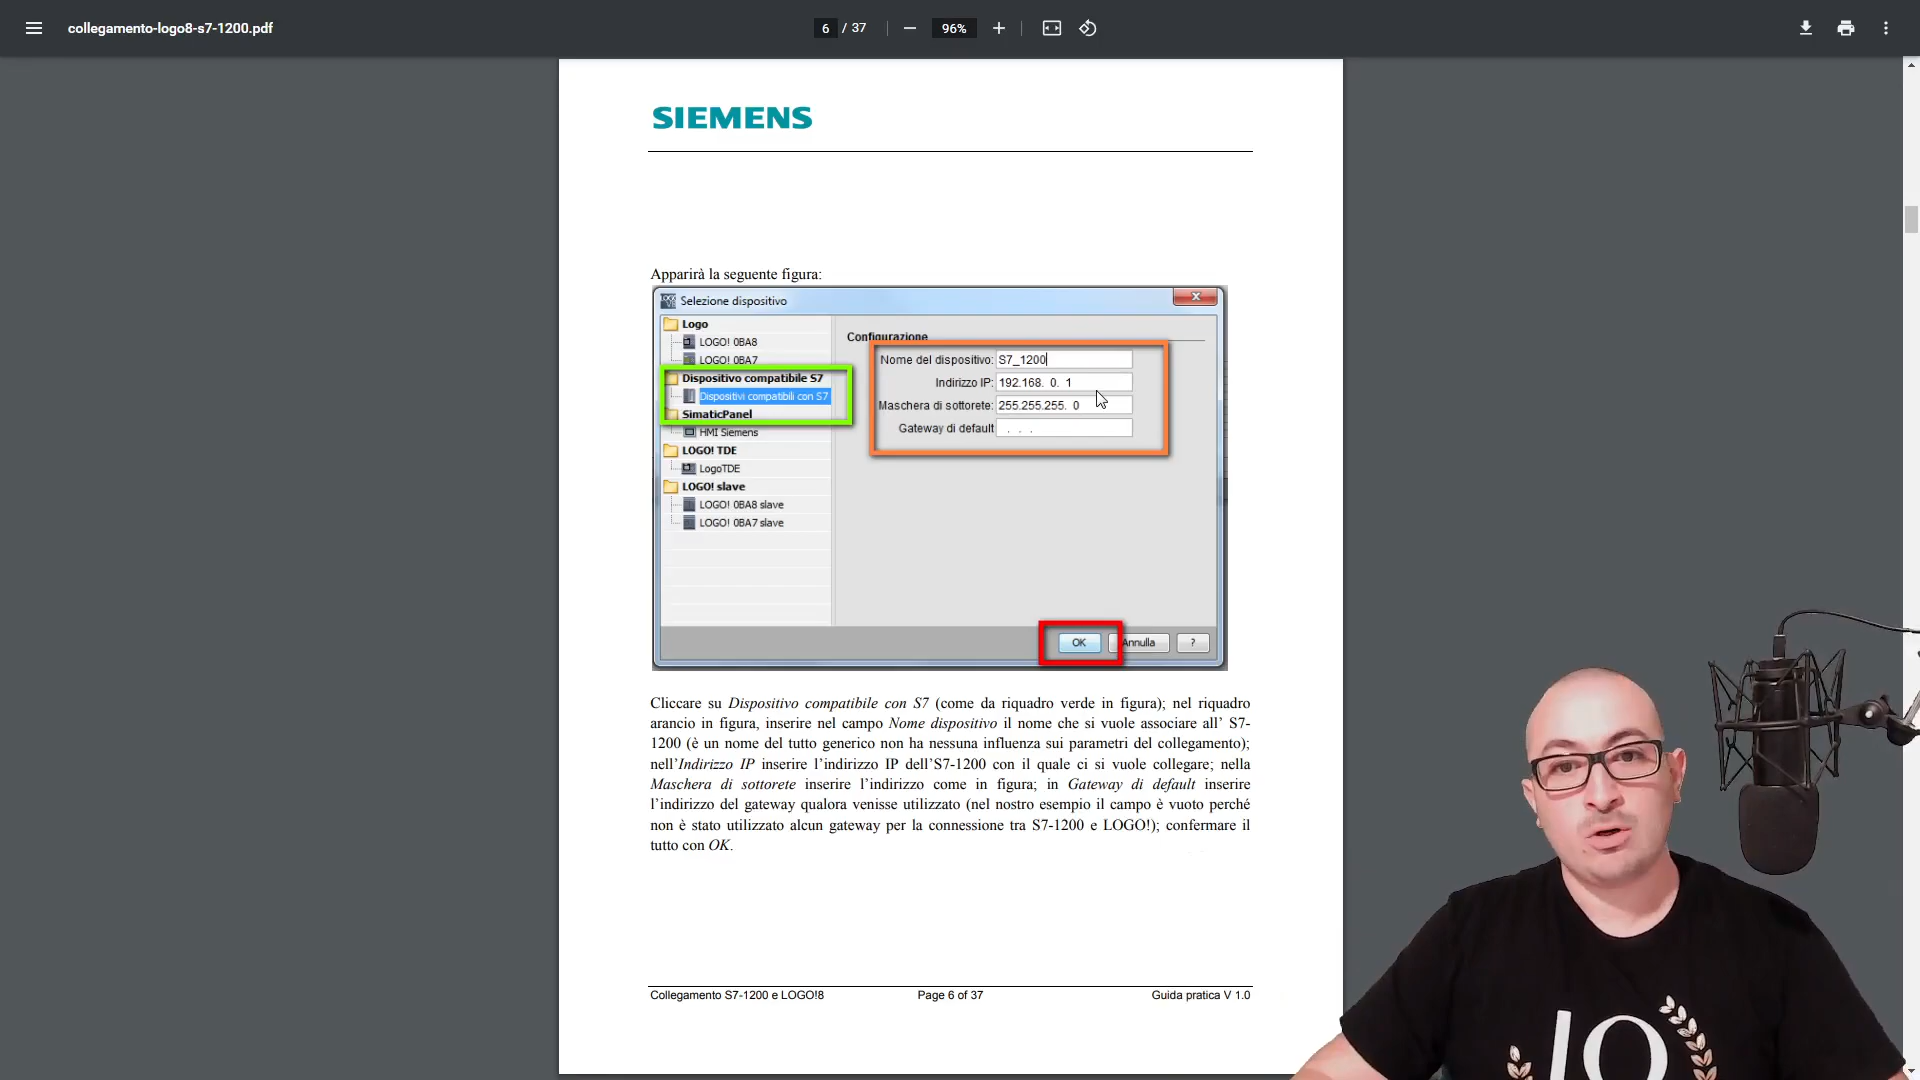 collegamento-logo8-s7-1200.pdf
6 / 37
96%
SIEMENS
Apparirà la seguente figura:
Selezione dispositivo
Logo
LOGO! 0BA8
LOGO! 0BA7
Dispositivo compatibile S7
Dispositivi compatibili con S7
SimaticPanel
HMI Siemens
LOGO! TDE
LogoTDE
LOGO! slave
LOGO! 0BA8 slave
LOGO! 0BA7 slave
Configurazione
Nome del dispositivo: S7_1200
Indirizzo IP: 192.168. 0. 1
Maschera di sottorete: 255.255.255. 0
Gateway di default . . .
OK
Annulla
?
Cliccare su Dispositivo compatibile con S7 (come da riquadro verde in figura); nel riquadro
arancio in figura, inserire nel campo Nome dispositivo il nome che si vuole associare all’ S7-
1200 (è un nome del tutto generico non ha nessuna influenza sui parametri del collegamento);
nell’Indirizzo IP inserire l’indirizzo IP dell’S7-1200 con il quale ci si vuole collegare; nella
Maschera di sottorete inserire l’indirizzo come in figura; in Gateway di default inserire
l’indirizzo del gateway qualora venisse utilizzato (nel nostro esempio il campo è vuoto perché
non è stato utilizzato alcun gateway per la connessione tra S7-1200 e LOGO!); confermare il
tutto con OK.
Collegamento S7-1200 e LOGO!8
Page 6 of 37
Guida pratica V 1.0